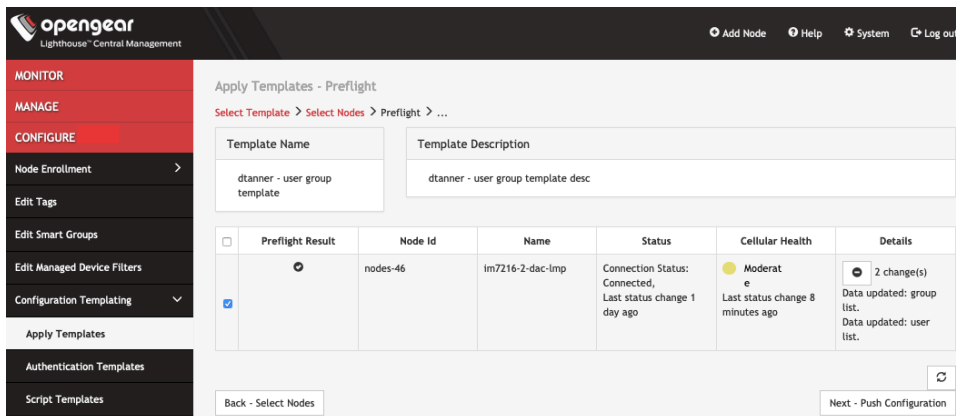 opengear
Lighthouse™ Central Management
Add Node
Help
System
Log out
MONITOR
MANAGE
CONFIGURE
Node Enrollment
Edit Tags
Edit Smart Groups
Edit Managed Device Filters
Configuration Templating
Apply Templates
Authentication Templates
Script Templates
Apply Templates - Preflight
Select Template > Select Nodes > Preflight > ...
Template Name
dtanner - user group
template
Template Description
dtanner - user group template desc
Preflight Result
Node Id
Name
Status
Cellular Health
Details
nodes-46
im7216-2-dac-lmp
Connection Status:
Connected,
Last status change 1
day ago
Moderat
e
Last status change 8
minutes ago
2 change(s)
Data updated: group
list.
Data updated: user
list.
Back - Select Nodes
Next - Push Configuration